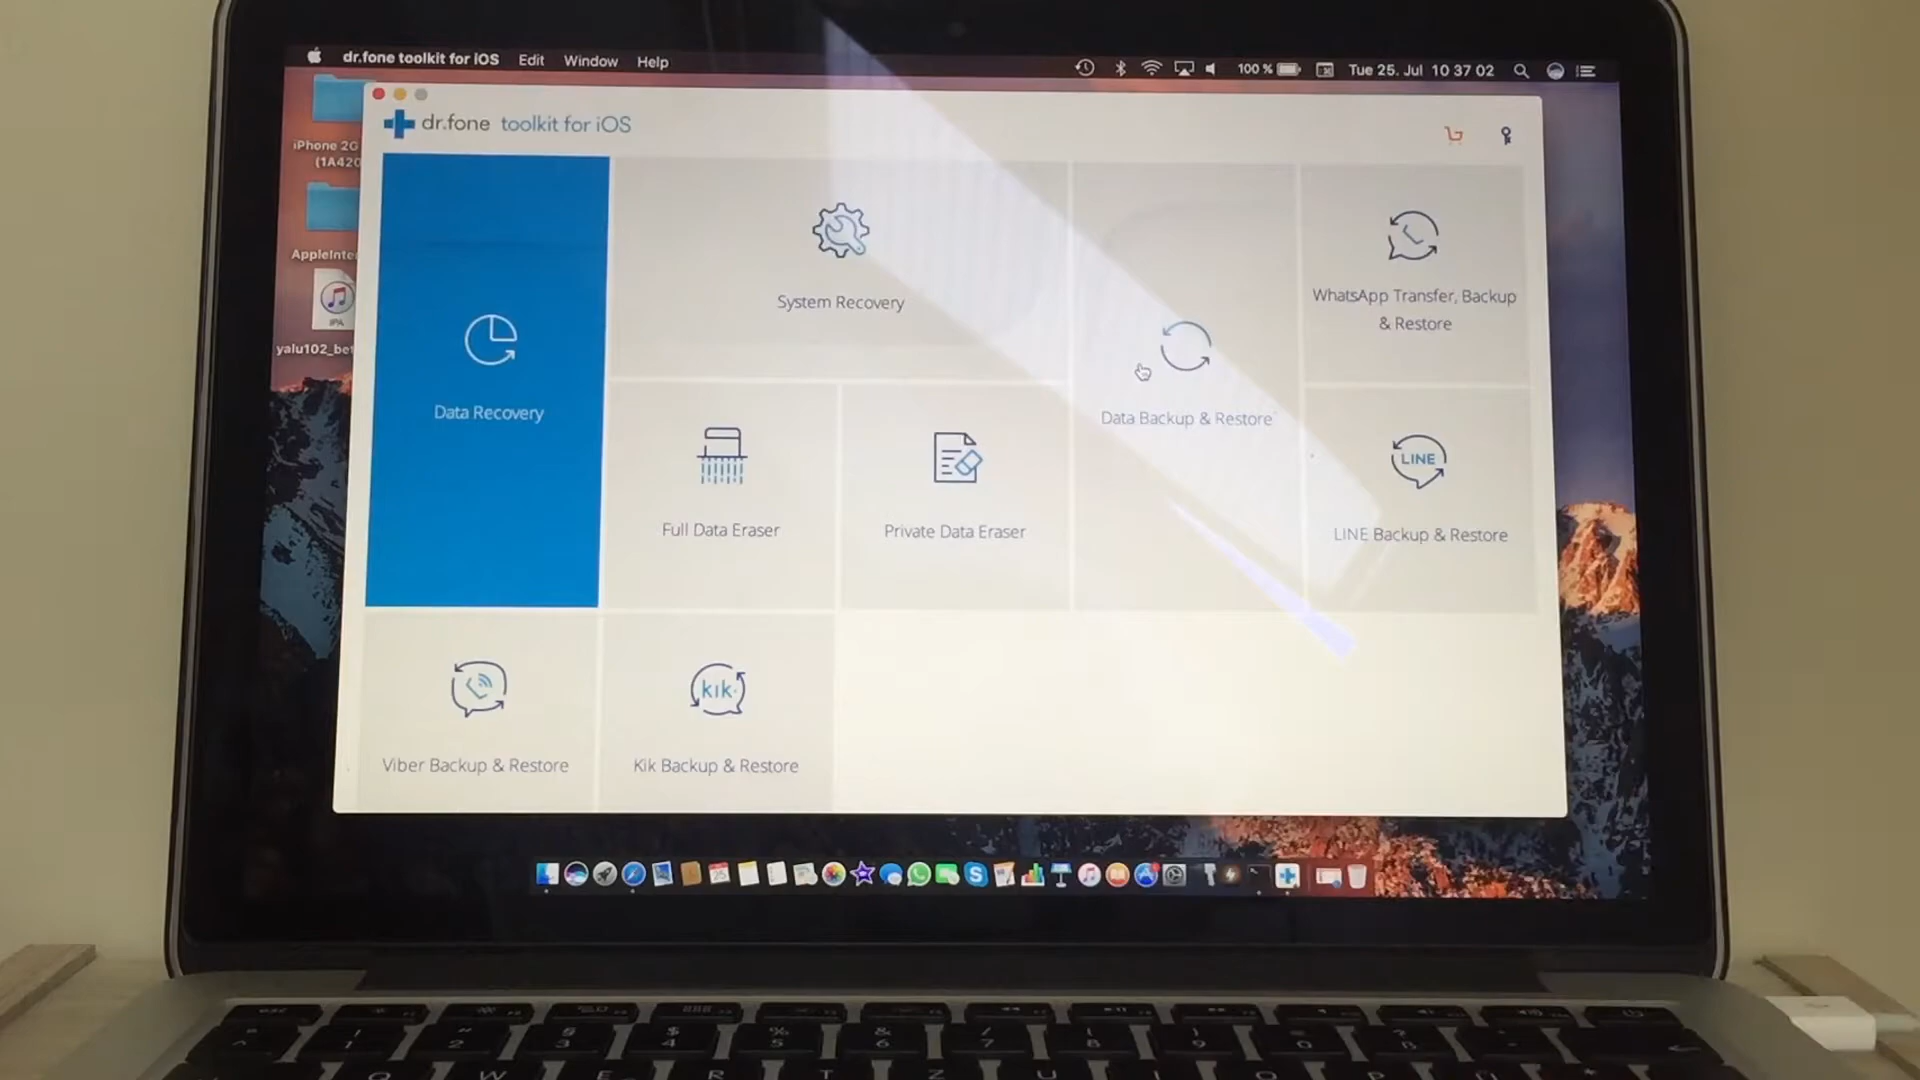 dr.fone toolkit for iOS Edit Window Help 100 % Tue 25. Jul 10 37 02
dr.fone toolkit for iOS
iPhone 2G
(1A420
AppleInte
IPA
yalu102_bet
Data Recovery
System Recovery
Full Data Eraser
Private Data Eraser
Data Backup & Restore
WhatsApp Transfer, Backup
& Restore
LINE
LINE Backup & Restore
Viber Backup & Restore
kik
Kik Backup & Restore